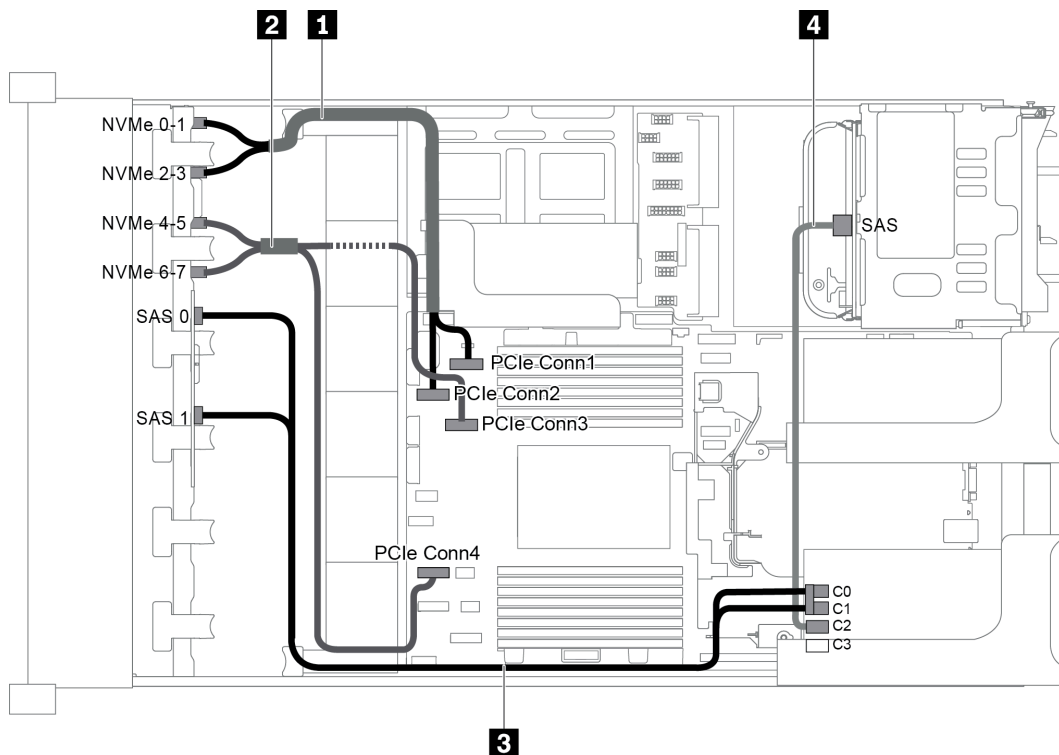 2
1
4
NVMe 0-1
NVMe 2-3
NVMe 4-5
NVMe 6-7
SAS
SAS 0
PCIe Conn1
PCIe Conn2
SAS 1
PCIe Conn3
PCIe Conn4
C0
C1
C2
C3
3